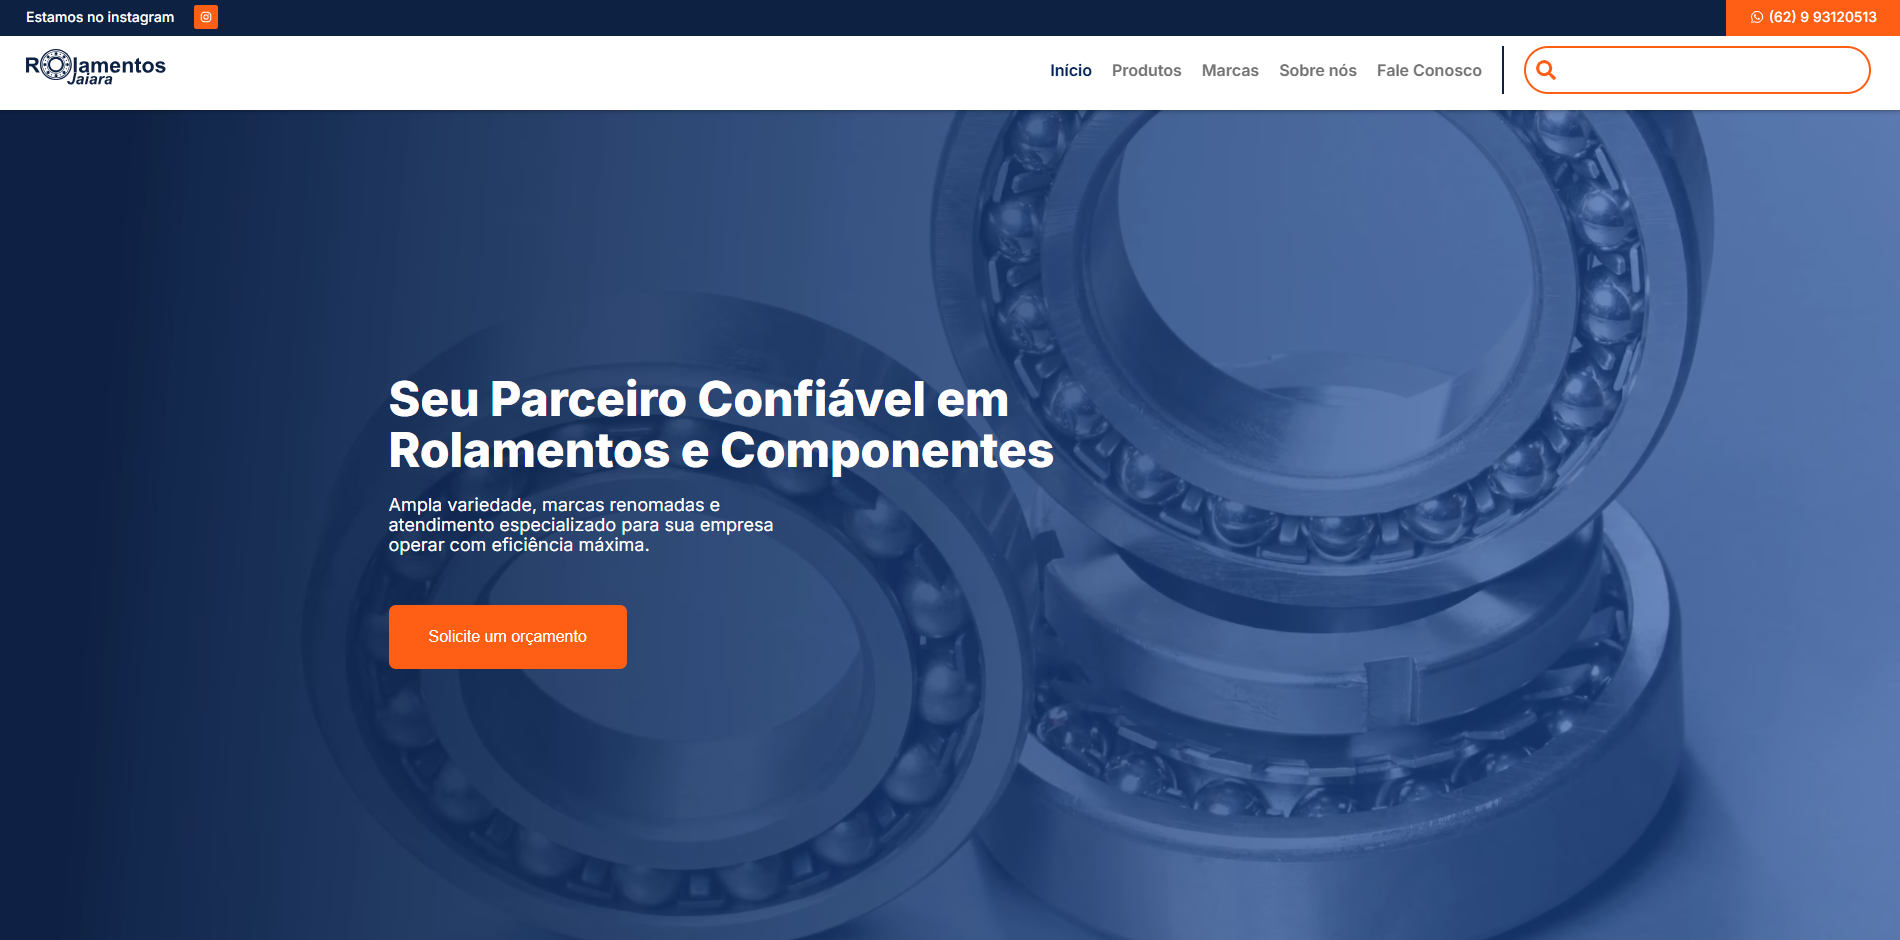 Estamos no instagram
(62) 9 93120513
Rolamentos
Jaiara
Início
Produtos
Marcas
Sobre nós
Fale Conosco
Seu Parceiro Confiável em
Rolamentos e Componentes
Ampla variedade, marcas renomadas e
atendimento especializado para sua empresa
operar com eficiência máxima.
Solicite um orçamento